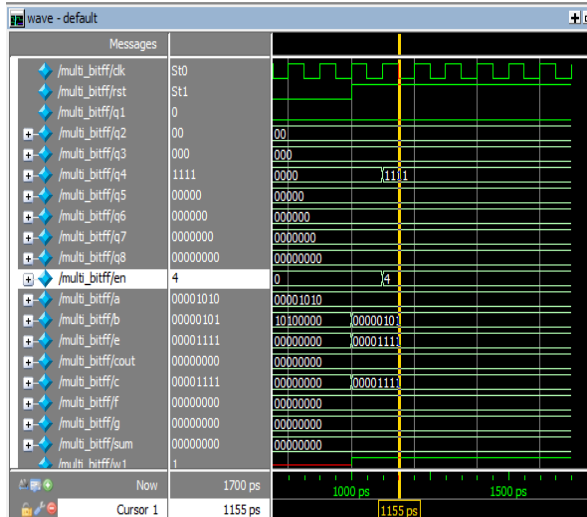 wave - default
Messages
/multi_bitff/clk St0
/multi_bitff/rst St1
/multi_bitff/q1 0
/multi_bitff/q2 00 00
/multi_bitff/q3 000 000
/multi_bitff/q4 1111 0000 1111
/multi_bitff/q5 00000 00000
/multi_bitff/q6 000000 000000
/multi_bitff/q7 0000000 0000000
/multi_bitff/q8 00000000 00000000
/multi_bitff/en 4 0 4
/multi_bitff/a 00001010 00001010
/multi_bitff/b 00000101 10100000 00000101
/multi_bitff/e 00001111 00000000 00001111
/multi_bitff/cout 00000000 00000000
/multi_bitff/c 00001111 00000000 00001111
/multi_bitff/f 00000000 00000000
/multi_bitff/g 00000000 00000000
/multi_bitff/sum 00000000 00000000
/multi_bitff/w1 1
Now 1700 ps 1000 ps 1500 ps
Cursor 1 1155 ps 1155 ps